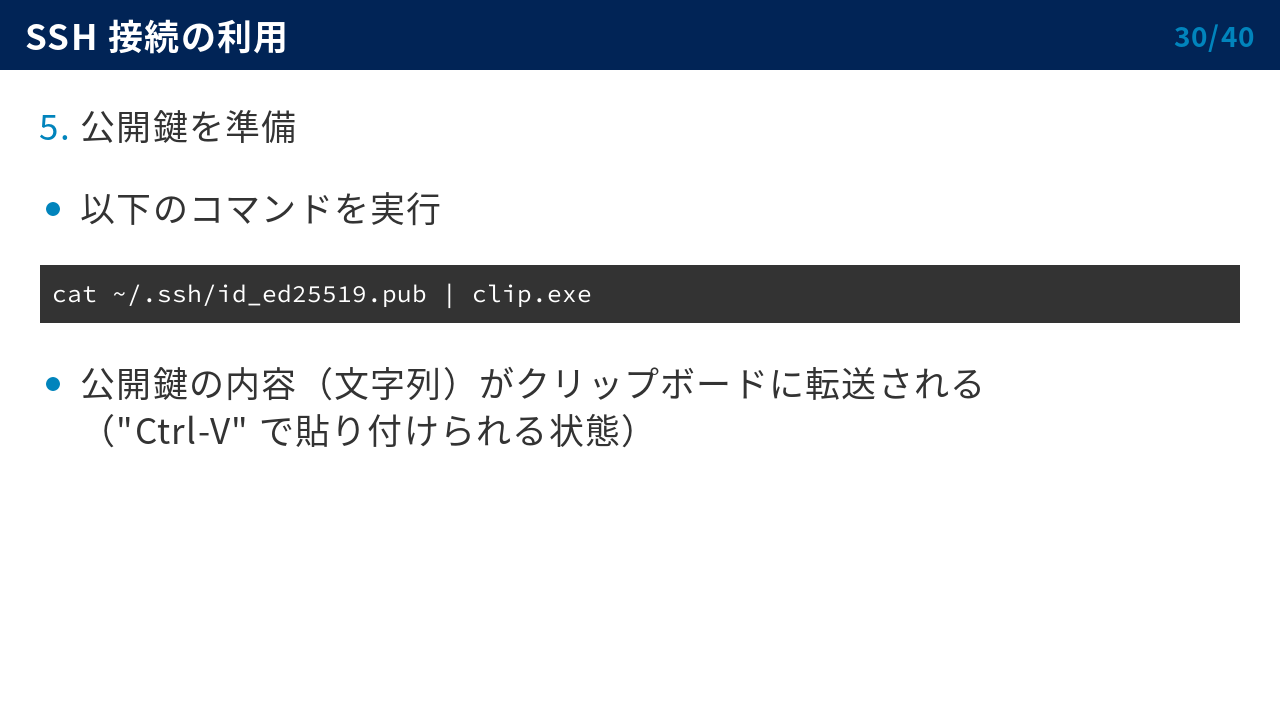 SSH 接続の利用
30/40
5. 公開鍵を準備
• 以下のコマンドを実行
cat ~/.ssh/id_ed25519.pub | clip.exe
• 公開鍵の内容（文字列）がクリップボードに転送される
（"Ctrl-V" で貼り付けられる状態）